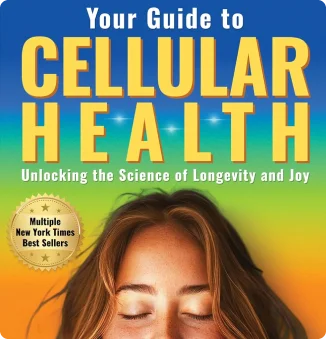 Your Guide to
CELLULAR
HEALTH
Unlocking the Science of Longevity and Joy
Multiple
New York Times
Best Sellers